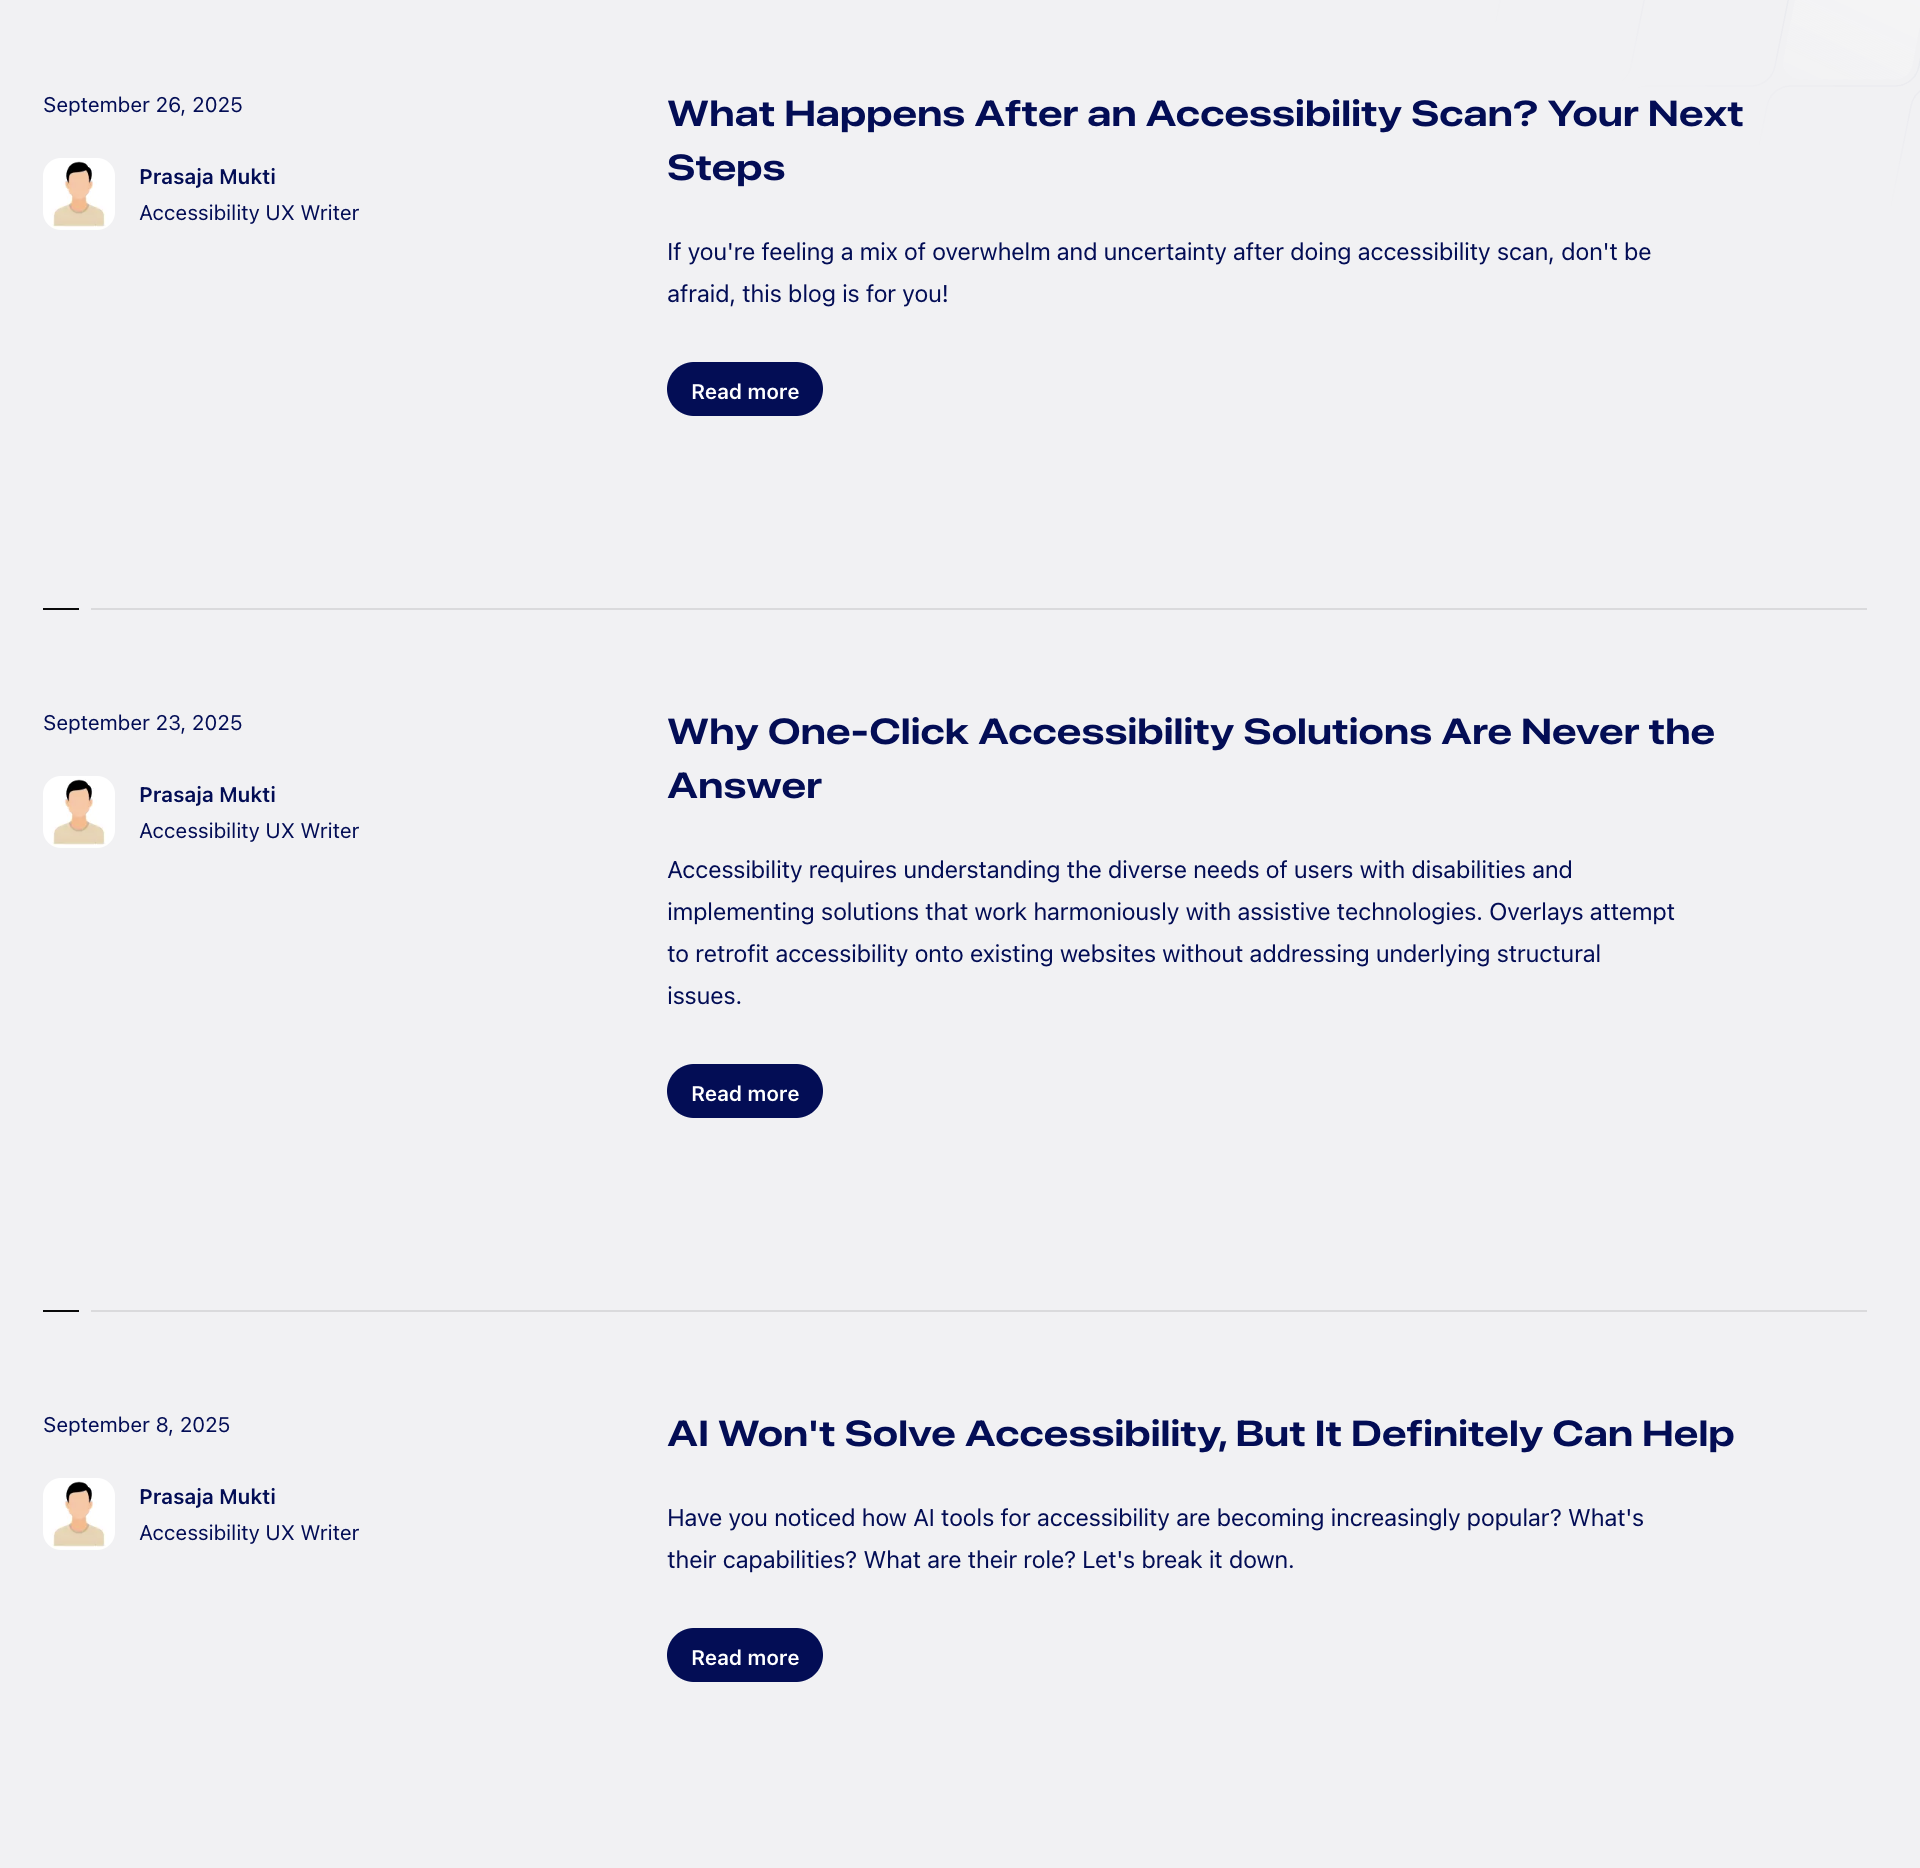 September 26, 2025
Prasaja Mukti
Accessibility UX Writer
What Happens After an Accessibility Scan? Your Next
Steps
If you're feeling a mix of overwhelm and uncertainty after doing accessibility scan, don't be
afraid, this blog is for you!
Read more
September 23, 2025
Prasaja Mukti
Accessibility UX Writer
Why One-Click Accessibility Solutions Are Never the
Answer
Accessibility requires understanding the diverse needs of users with disabilities and
implementing solutions that work harmoniously with assistive technologies. Overlays attempt
to retrofit accessibility onto existing websites without addressing underlying structural
issues.
Read more
September 8, 2025
Prasaja Mukti
Accessibility UX Writer
AI Won't Solve Accessibility, But It Definitely Can Help
Have you noticed how AI tools for accessibility are becoming increasingly popular? What's
their capabilities? What are their role? Let's break it down.
Read more